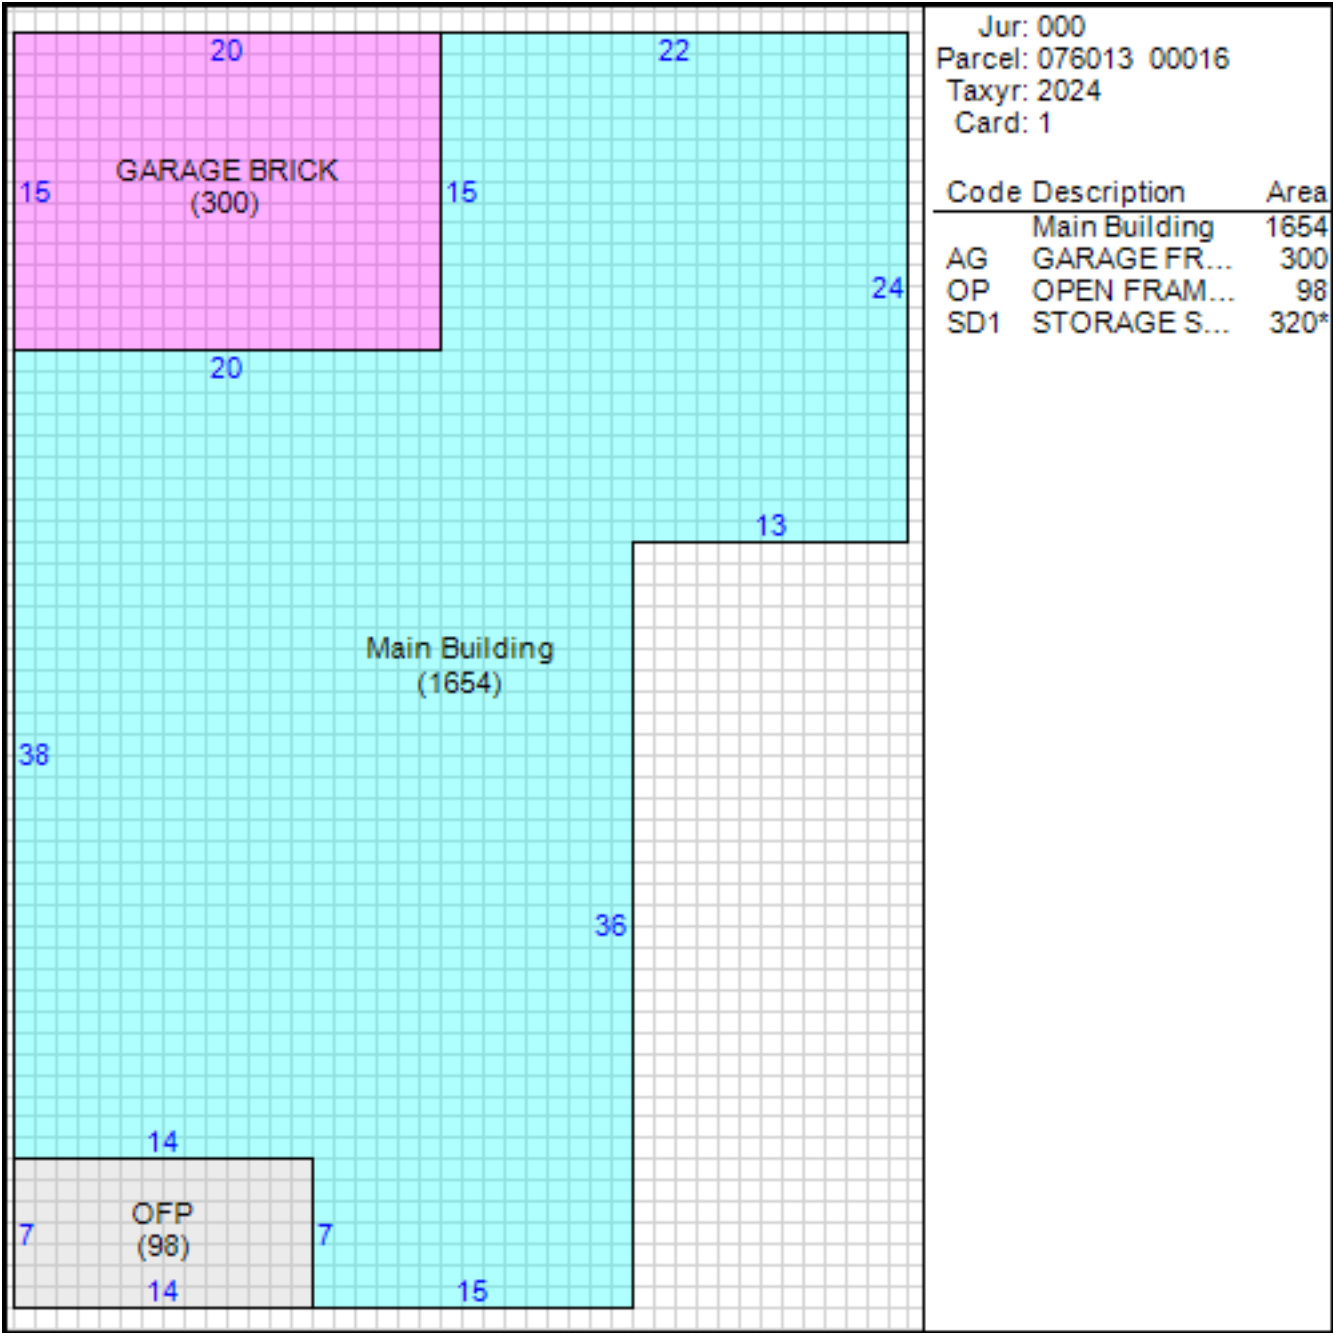 20
22
GARAGE BRICK
(300)
15
15
24
20
13
Main Building
(1654)
38
36
14
OFP
(98)
7
7
14
15
Jur: 000
Parcel: 076013 00016
Taxyr: 2024
Card: 1
Code Description Area
Main Building 1654
AG GARAGE FR... 300
OP OPEN FRAM... 98
SD1 STORAGE S... 320*